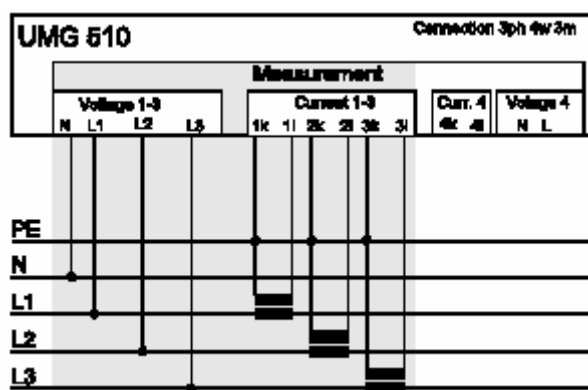 UMG 510 Connection 3ph 4w 3m
Measurement
Voltage 1-3 Current 1-3 Curr. 4 Voltage 4
N L1 L2 L3 1k 1l 2k 2l 3k 3l 4k 4l N L
PE
N
L1
L2
L3